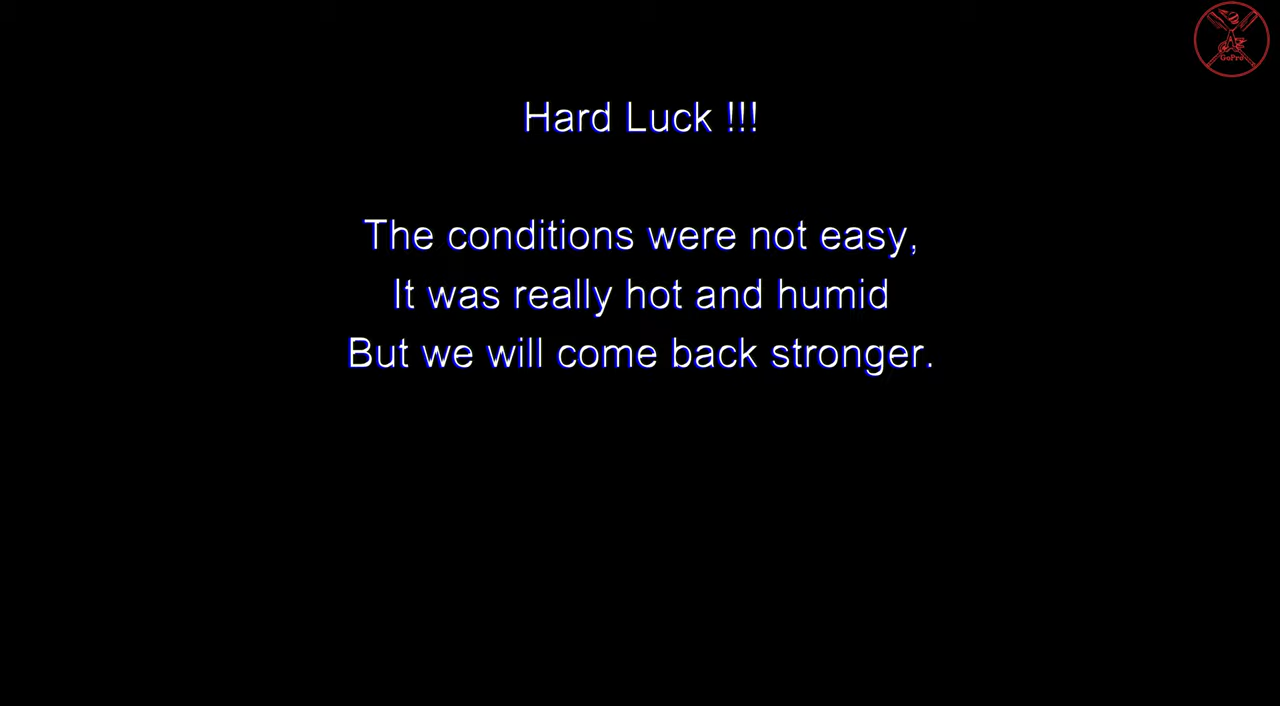 GoPro
Hard Luck !!!
The conditions were not easy,
It was really hot and humid
But we will come back stronger.